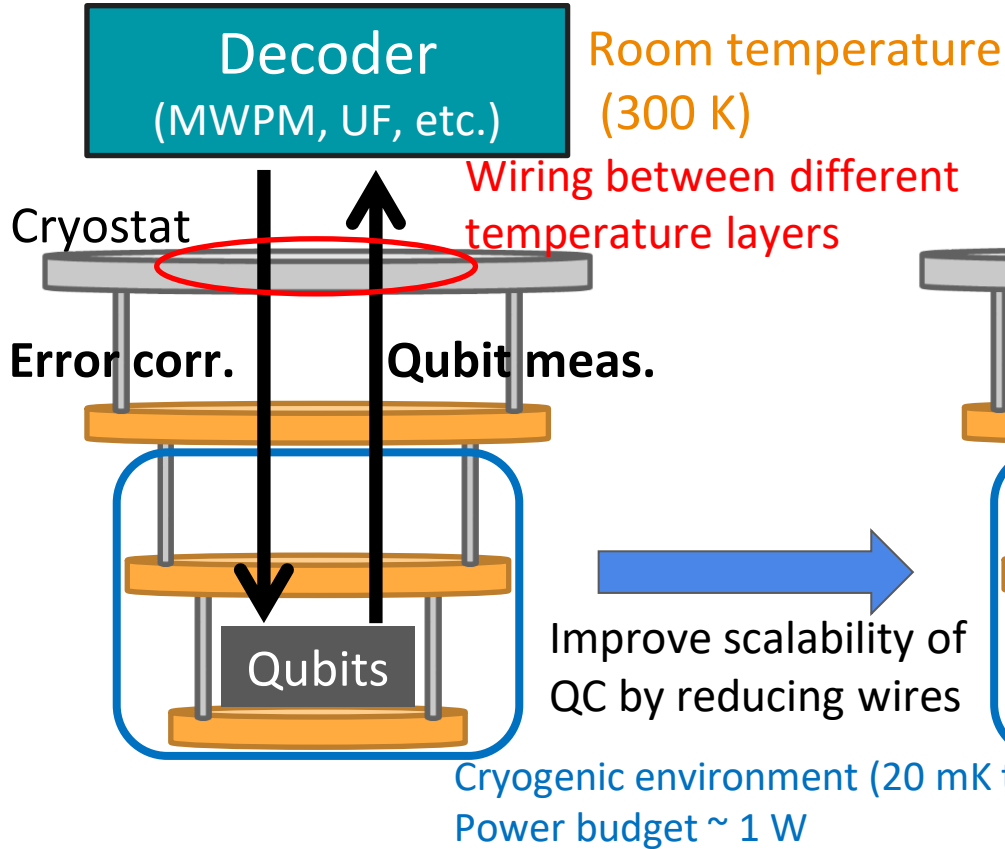 Decoder
(MWPM, UF, etc.)
Room temperature
(300 K)
Wiring between different
temperature layers
Cryostat
Error corr.
Qubit meas.
Qubits
Improve scalability of
QC by reducing wires
Cryogenic environment (20 mK
Power budget ~ 1 W